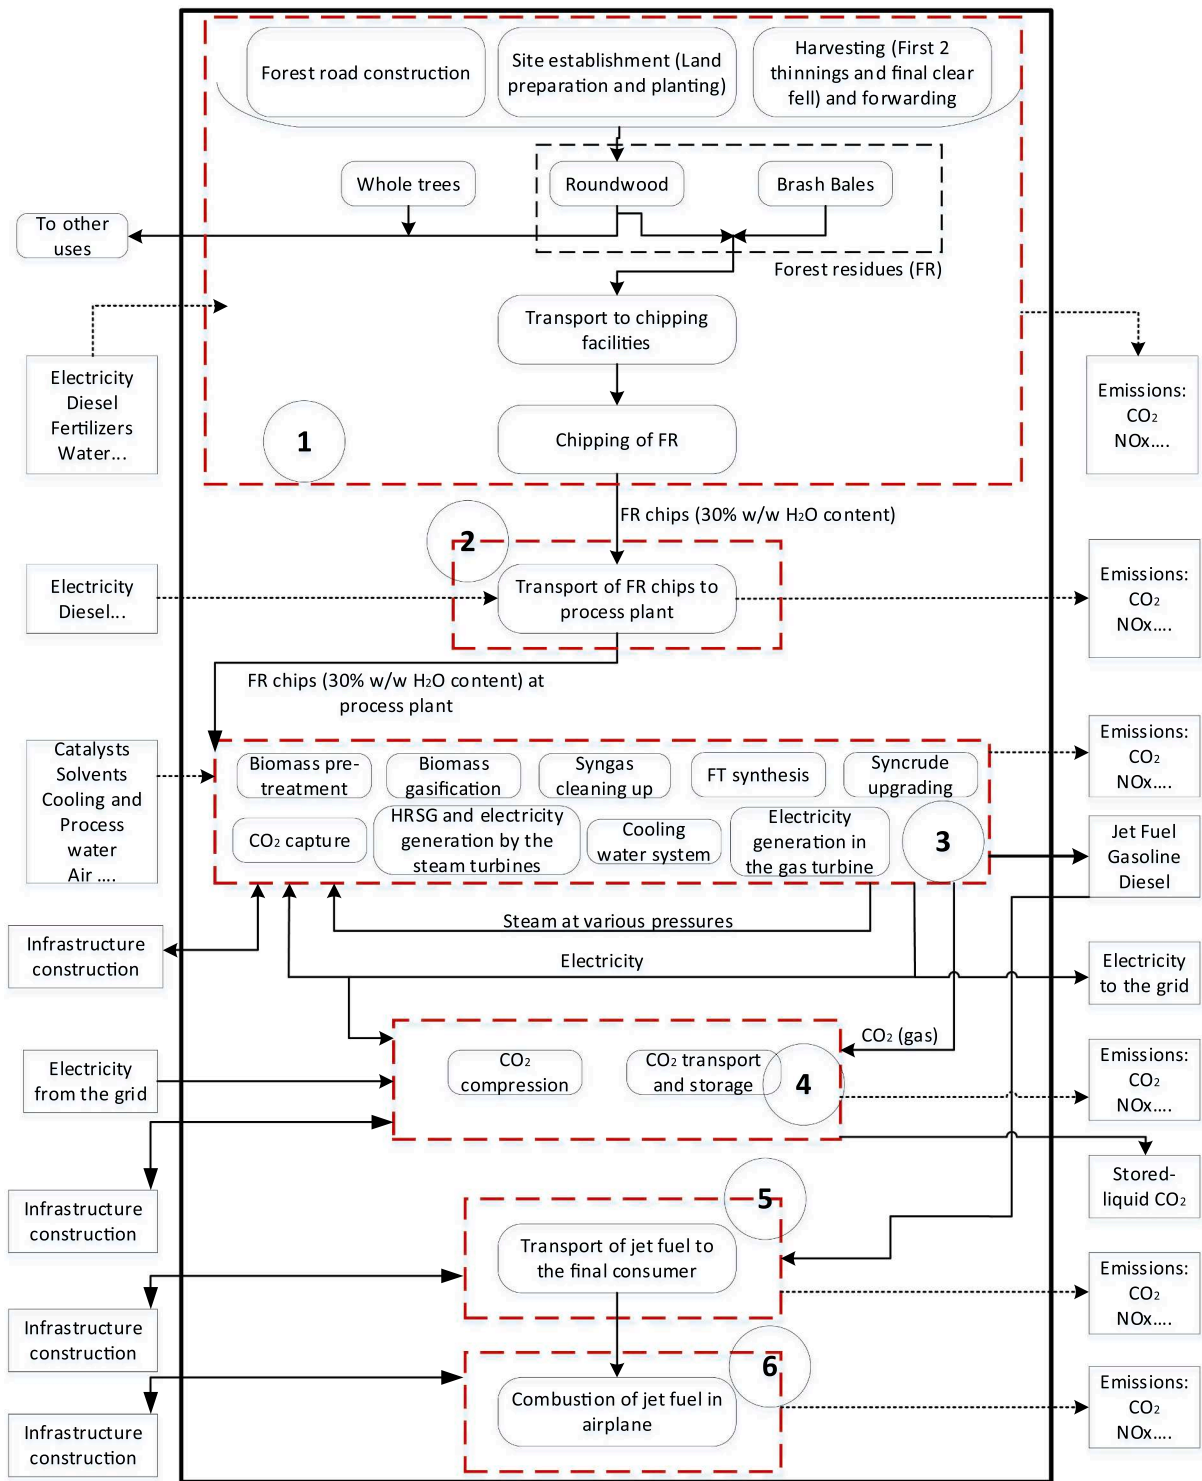 Forest road construction
Site establishment (Land
preparation and planting)
Harvesting (First 2
thinnings and final clear
fell) and forwarding
Whole trees
Roundwood
Brash Bales
To other
uses
Forest residues (FR)
Transport to chipping
facilities
Electricity
Diesel
Fertilizers
Water...
Emissions:
CO2
NOx....
1
Chipping of FR
FR chips (30% w/w H2O content)
2
Electricity
Diesel...
Transport of FR chips to
process plant
Emissions:
CO2
NOx....
FR chips (30% w/w H2O content) at
process plant
Catalysts
Solvents
Cooling and
Process
water
Air ....
Biomass pre-
treatment
Biomass
gasification
Syngas
cleaning up
FT synthesis
Syncrude
upgrading
Emissions:
CO2
NOx....
CO2 capture
HRSG and electricity
generation by the
steam turbines
Cooling
water system
Electricity
generation in
the gas turbine
3
Jet Fuel
Gasoline
Diesel
Steam at various pressures
Infrastructure
construction
Electricity
Electricity
to the grid
CO2 (gas)
Electricity
from the grid
CO2
compression
CO2 transport
and storage
4
Emissions:
CO2
NOx....
Stored-
liquid CO2
Infrastructure
construction
5
Transport of jet fuel to
the final consumer
Emissions:
CO2
NOx....
Infrastructure
construction
6
Combustion of jet fuel in
airplane
Emissions:
CO2
NOx....
Infrastructure
construction